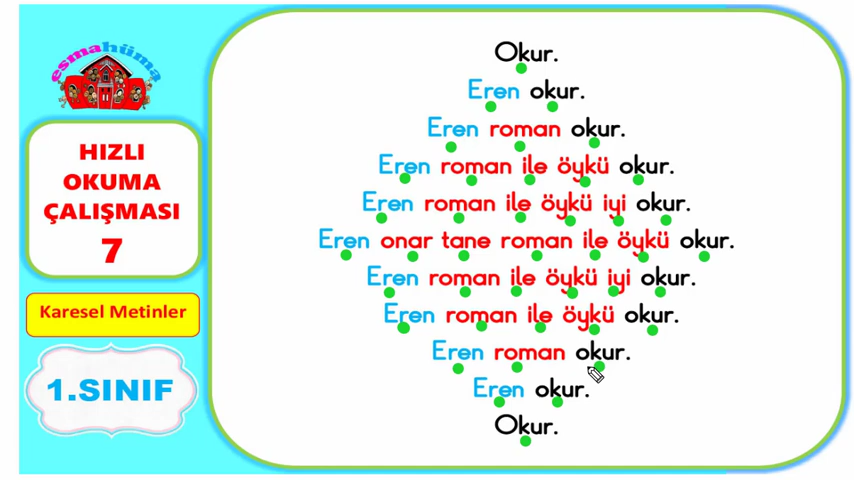 esmahüma
HIZLI
OKUMA
ÇALIŞMASI
7
Karesel Metinler
1.SINIF
Okur.
Eren okur.
Eren roman okur.
Eren roman ile öykü okur.
Eren roman ile öykü iyi okur.
Eren onar tane roman ile öykü okur.
Eren roman ile öykü iyi okur.
Eren roman ile öykü okur.
Eren roman okur.
Eren okur.
Okur.